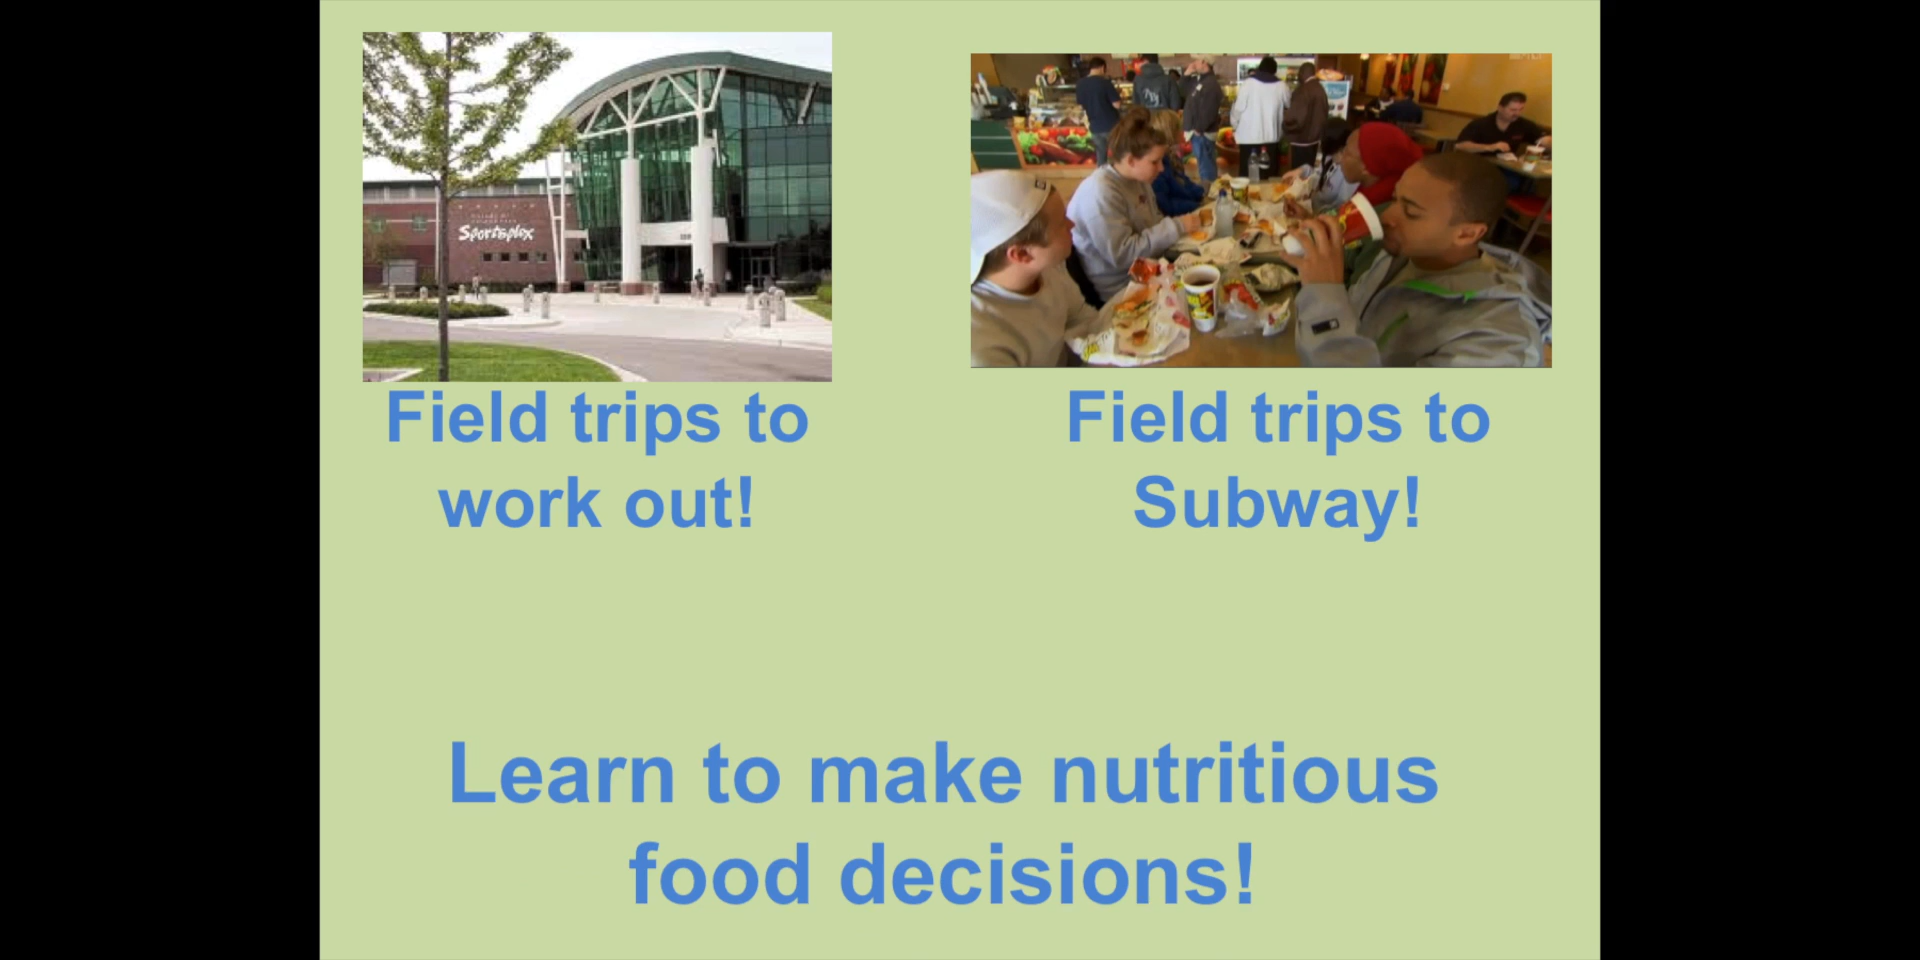 Sportsplex
Field trips to
work out!
Field trips to
Subway!
Learn to make nutritious
food decisions!